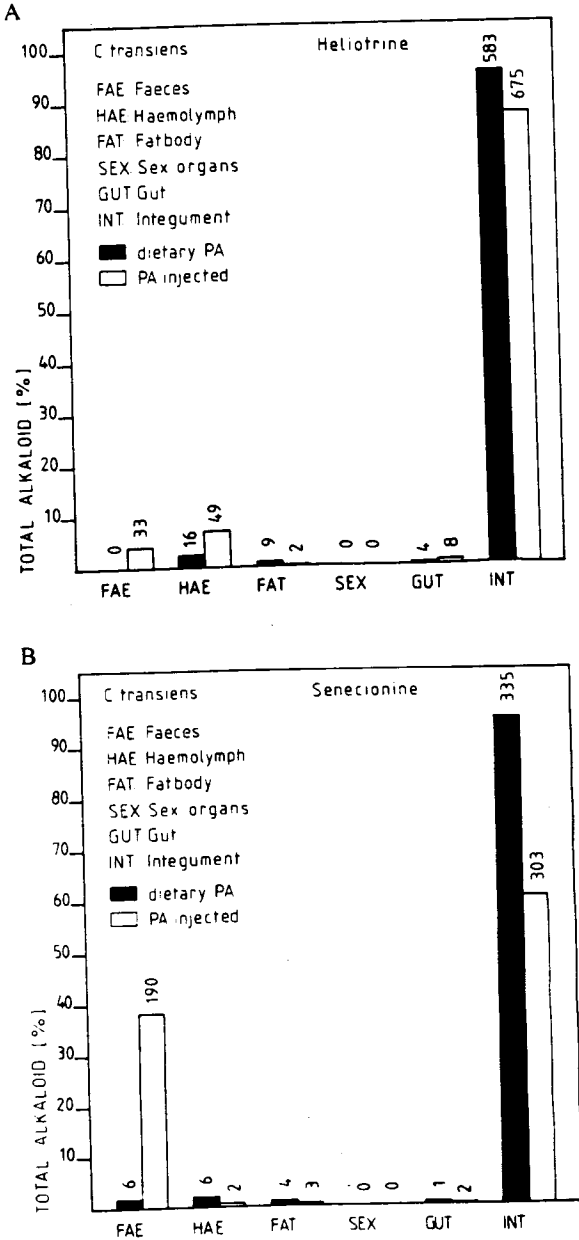 A
C transiens Heliotrine
FAE Faeces
HAE Haemolymph
FAT Fatbody
SEX Sex organs
GUT Gut
INT Integument
dietary PA
PA injected
TOTAL ALKALOID [%]
100
90
80
70
60
50
40
30
20
10
0 33 16 49 9 2 0 0 4 8 583 675
FAE HAE FAT SEX GUT INT
B
C transiens Senecionine
FAE Faeces
HAE Haemolymph
FAT Fatbody
SEX Sex organs
GUT Gut
INT Integument
dietary PA
PA injected
TOTAL ALKALOID [%]
100
90
80
70
60
50
40
30
20
10
6 190 6 2 4 3 0 0 1 2 335 303
FAE HAE FAT SEX GUT INT